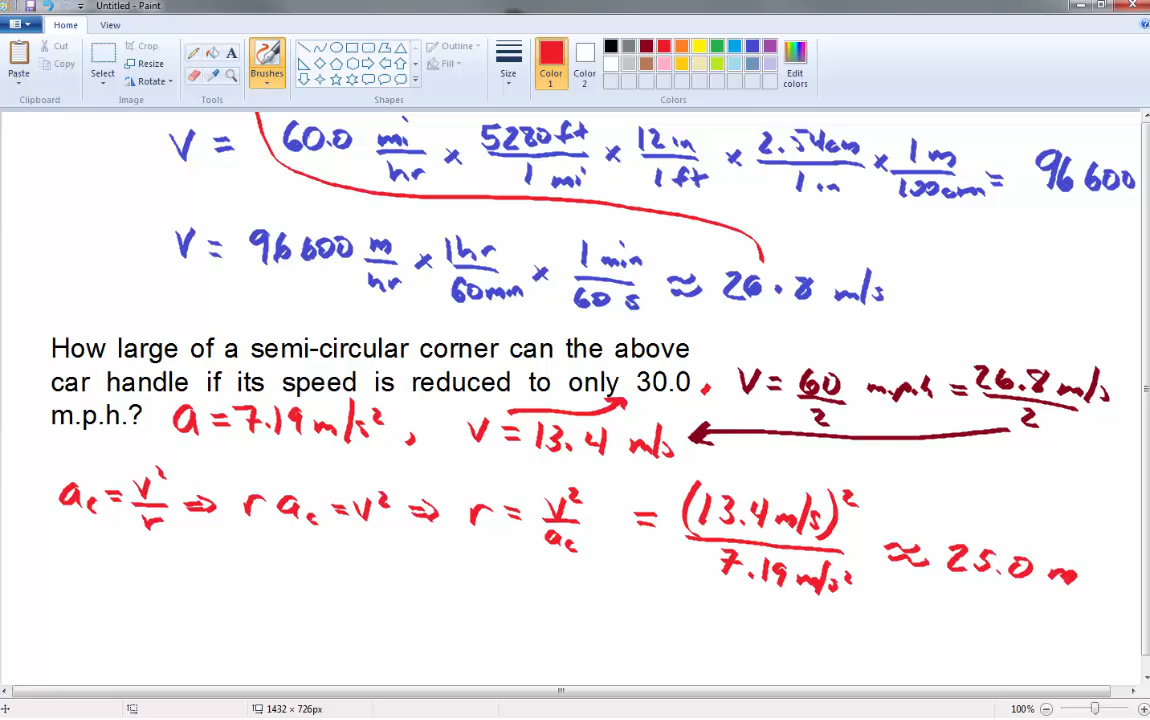 Untitled - Paint
Home View
Paste Cut Copy Clipboard
Select Crop Resize Rotate Image
A Tools
Brushes
Outline Fill Shapes
Size
Color 1 Color 2 Edit colors Colors
V = 60.0 mi/hr × 5280 ft/1 mi × 12 in/1 ft × 2.54 cm/1 in × 1 m/100 cm = 96 600
V = 96 600 m/hr × 1 hr/60 min × 1 min/60 s ≈ 26.8 m/s
How large of a semi-circular corner can the above
car handle if its speed is reduced to only 30.0
m.p.h.? a = 7.19 m/s², v = 13.4 m/s
, V = 60/2 m.p.h = 26.8 m/s/2
a_c = v²/r ⇒ r a_c = v² ⇒ r = v²/a_c = (13.4 m/s)²/7.19 m/s² ≈ 25.0 m
1432 × 726px 100%